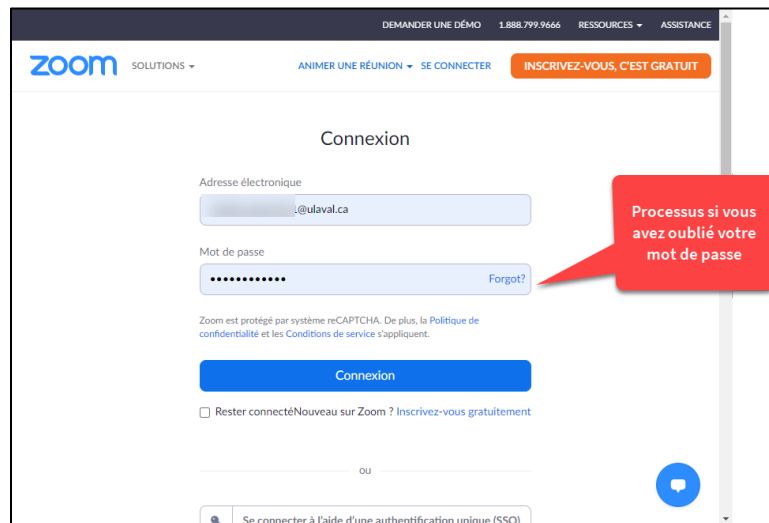 DEMANDER UNE DÉMO 1.888.799.9666 RESSOURCES ASSISTANCE
zoom SOLUTIONS ANIMER UNE RÉUNION SE CONNECTER INSCRIVEZ-VOUS, C'EST GRATUIT
Connexion
Adresse électronique
@ulaval.ca
Mot de passe
Forgot?
Processus si vous
avez oublié votre
mot de passe
Zoom est protégé par système reCAPTCHA. De plus, la Politique de
confidentialité et les Conditions de service s'appliquent.
Connexion
Rester connectéNouveau sur Zoom ? Inscrivez-vous gratuitement
ou
Se connecter à l'aide d'une authentification unique (SSO)